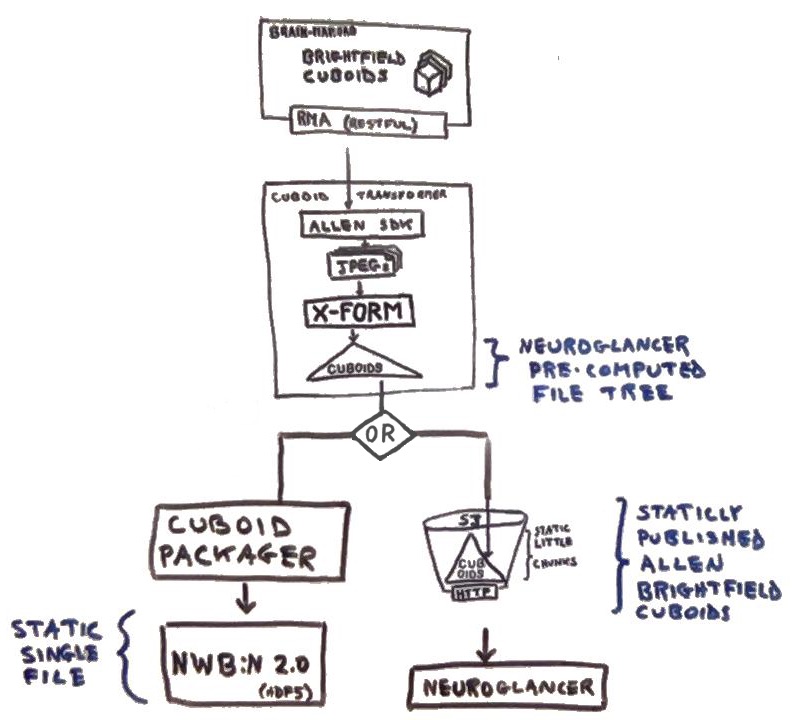 BRAIN-MAP.ORG
BRIGHTFIELD
CUBOIDS
RMA (RESTFUL)
CUBOID TRANSFORMER
ALLEN SDK
JPEGs
X-FORM
CUBOIDS
NEUROGLANCER
PRE-COMPUTED
FILE TREE
OR
CUBOID
PACKAGER
S3
CUB
OIDS
HTTP
STATIC
LITTLE
CHUNKS
STATICLY
PUBLISHED
ALLEN
BRIGHTFIELD
CUBOIDS
STATIC
SINGLE
FILE
NWB:N 2.0
(HDF5)
NEUROGLANCER